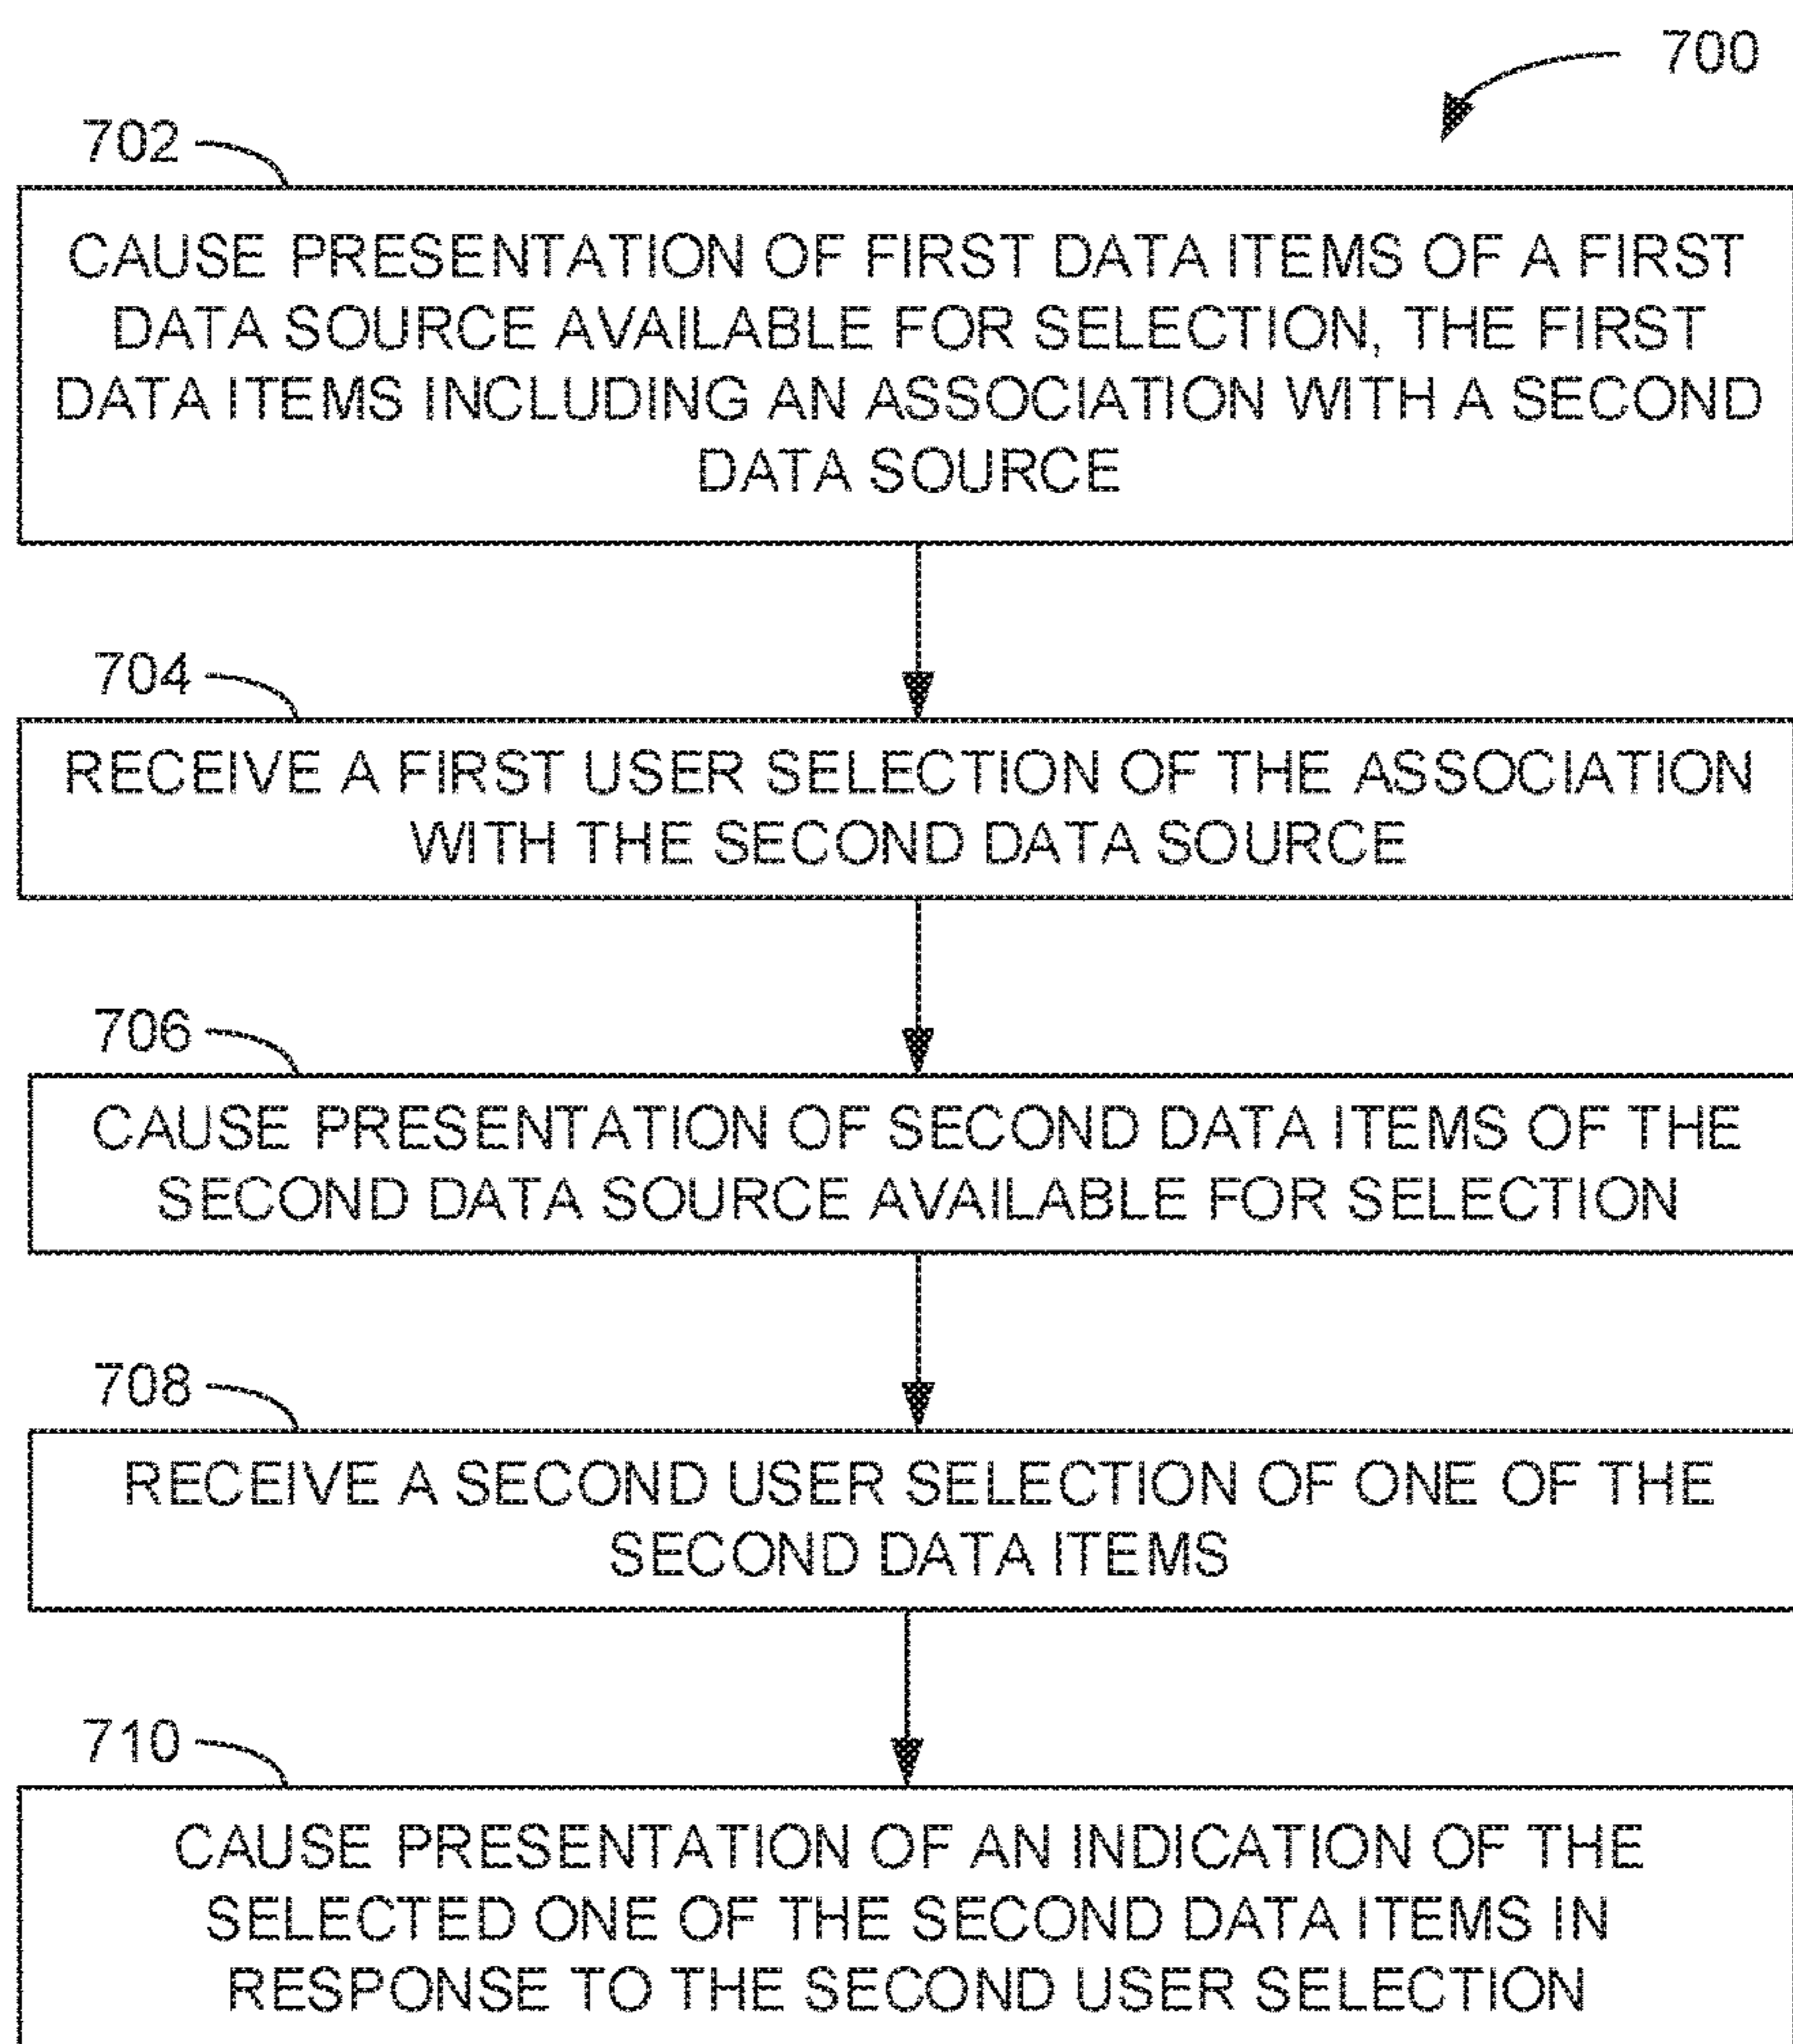 700
702
CAUSE PRESENTATION OF FIRST DATA ITEMS OF A FIRST
DATA SOURCE AVAILABLE FOR SELECTION, THE FIRST
DATA ITEMS INCLUDING AN ASSOCIATION WITH A SECOND
DATA SOURCE
704
RECEIVE A FIRST USER SELECTION OF THE ASSOCIATION
WITH THE SECOND DATA SOURCE
706
CAUSE PRESENTATION OF SECOND DATA ITEMS OF THE
SECOND DATA SOURCE AVAILABLE FOR SELECTION
708
RECEIVE A SECOND USER SELECTION OF ONE OF THE
SECOND DATA ITEMS
710
CAUSE PRESENTATION OF AN INDICATION OF THE
SELECTED ONE OF THE SECOND DATA ITEMS IN
RESPONSE TO THE SECOND USER SELECTION